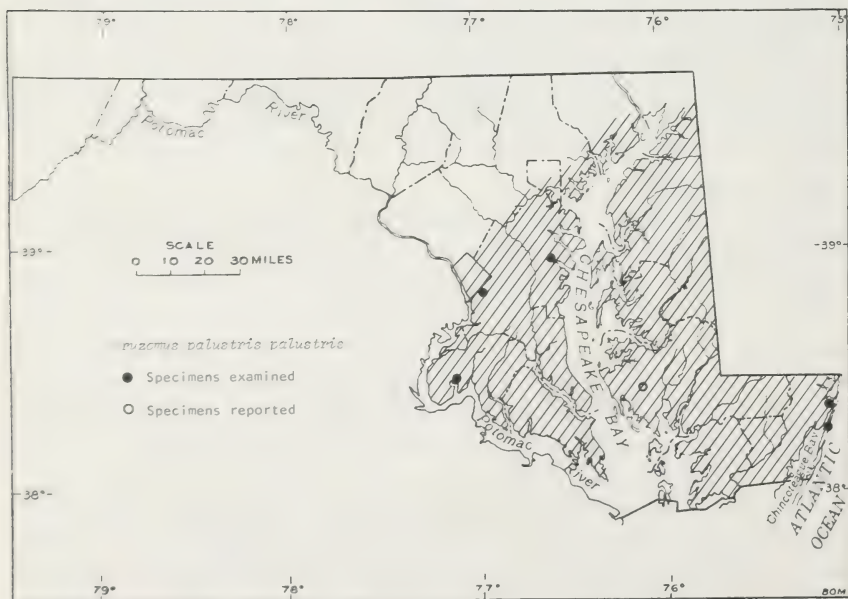 79° 78° 77° 76° 75°
Potomac River
39° 39°
SCALE
0 10 20 30 MILES
CHESAPEAKE BAY
palustris palustris
● Specimens examined
○ Specimens reported
Potomac River
Chincoteague Bay
ATLANTIC OCEAN
38° 38°
79° 78° 77° 76°